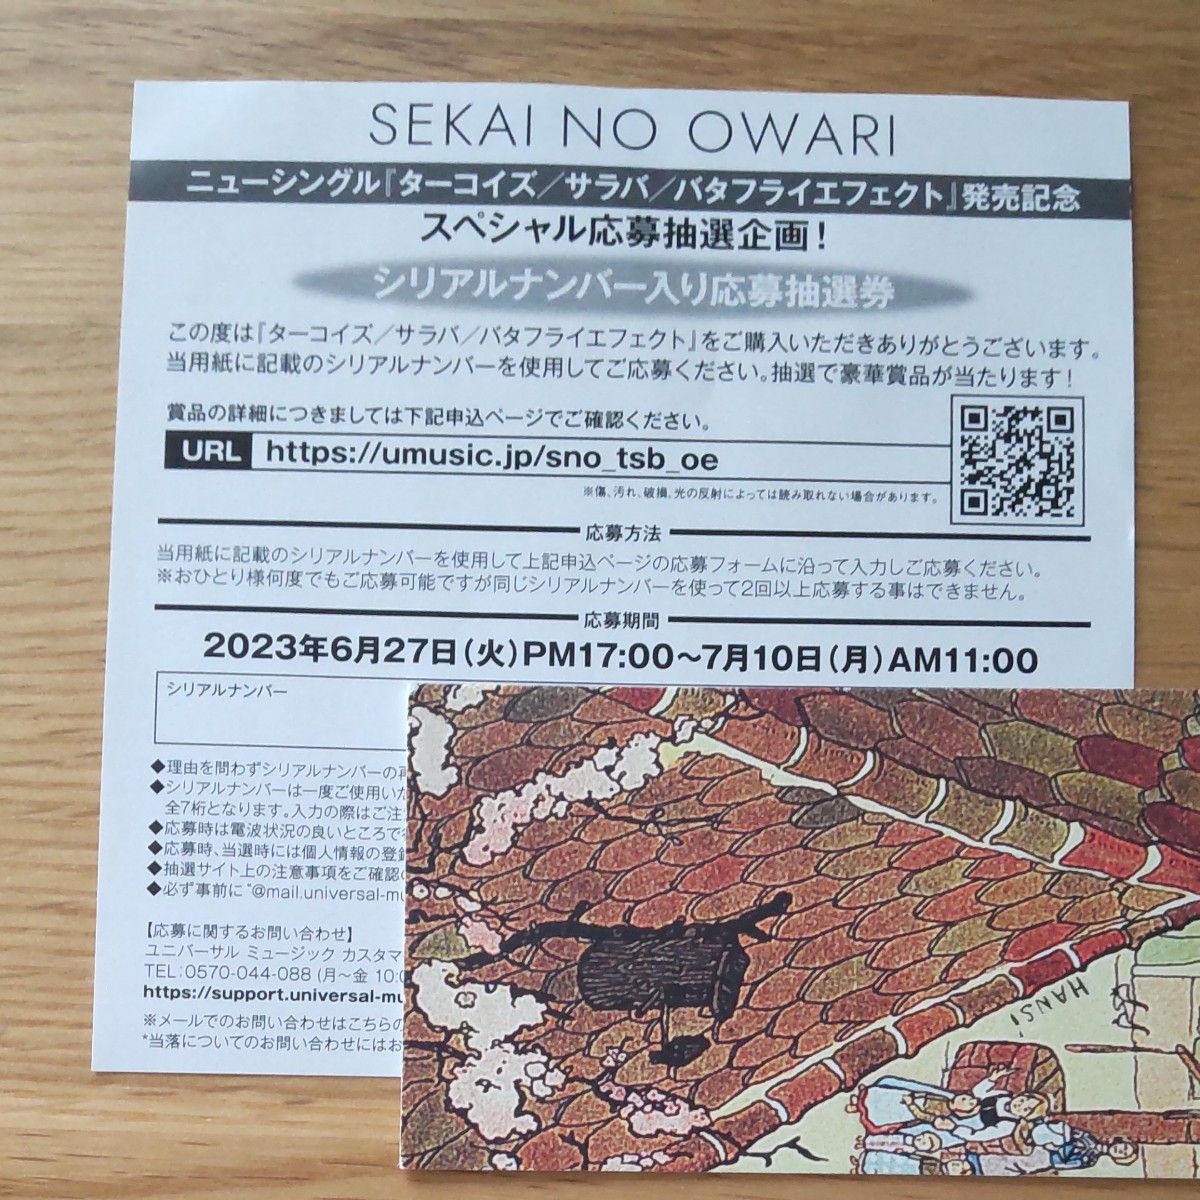 SEKAI NO OWARI
ニューシングル『ターコイズ／サラバ／バタフライエフェクト』発売記念
スペシャル応募抽選企画！
シリアルナンバー入り応募抽選券
この度は『ターコイズ／サラバ／バタフライエフェクト』をご購入いただきありがとうございます。
当用紙に記載のシリアルナンバーを使用してご応募ください。抽選で豪華賞品が当たります！
賞品の詳細につきましては下記申込ページでご確認ください。
URL https://umusic.jp/sno_tsb_oe
※傷、汚れ、破損、光の反射によっては読み取れない場合があります。
応募方法
当用紙に記載のシリアルナンバーを使用して上記申込ページの応募フォームに沿って入力しご応募ください。
※おひとり様何度でもご応募可能ですが同じシリアルナンバーを使って2回以上応募する事はできません。
応募期間
2023年6月27日（火）PM17:00〜7月10日（月）AM11:00
シリアルナンバー
◆理由を問わずシリアルナンバーの再
◆シリアルナンバーは一度ご使用いた
全7桁となります。入力の際はご注
◆応募時は電波状況の良いところで
◆応募時、当選時には個人情報の登録
◆抽選サイト上の注意事項をご確認の
◆必ず事前に"@mail.universal-mu
【応募に関するお問い合わせ】
ユニバーサル ミュージック カスタマ
TEL:0570-044-088 (月〜金 10:0
https://support.universal-mu
※メールでのお問い合わせはこちらの
*当落についてのお問い合わせにはお
HANSI